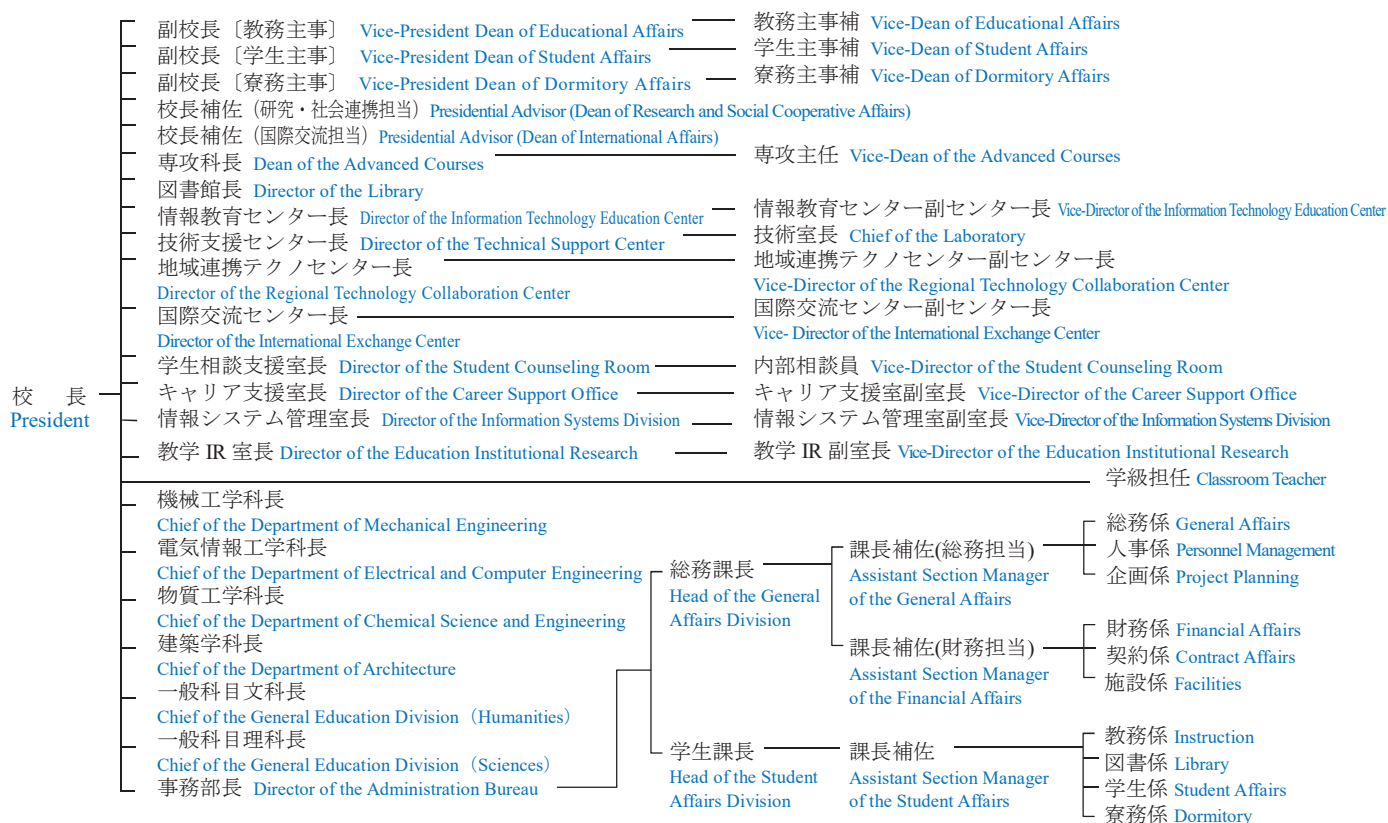 副校長〔教務主事〕 Vice-President Dean of Educational Affairs 教務主事補 Vice-Dean of Educational Affairs
副校長〔学生主事〕 Vice-President Dean of Student Affairs 学生主事補 Vice-Dean of Student Affairs
副校長〔寮務主事〕 Vice-President Dean of Dormitory Affairs 寮務主事補 Vice-Dean of Dormitory Affairs
校長補佐（研究・社会連携担当）Presidential Advisor (Dean of Research and Social Cooperative Affairs)
校長補佐（国際交流担当）Presidential Advisor (Dean of International Affairs)
専攻科長 Dean of the Advanced Courses 専攻主任 Vice-Dean of the Advanced Courses
図書館長 Director of the Library
情報教育センター長 Director of the Information Technology Education Center 情報教育センター副センター長 Vice-Director of the Information Technology Education Center
技術支援センター長 Director of the Technical Support Center 技術室長 Chief of the Laboratory
地域連携テクノセンター長 地域連携テクノセンター副センター長
Director of the Regional Technology Collaboration Center Vice-Director of the Regional Technology Collaboration Center
国際交流センター長 国際交流センター副センター長
Director of the International Exchange Center Vice- Director of the International Exchange Center
学生相談支援室長 Director of the Student Counseling Room 内部相談員 Vice-Director of the Student Counseling Room
校　長 キャリア支援室長 Director of the Career Support Office キャリア支援室副室長 Vice-Director of the Career Support Office
President 情報システム管理室長 Director of the Information Systems Division 情報システム管理室副室長 Vice-Director of the Information Systems Division
教学 IR 室長 Director of the Education Institutional Research 教学 IR 副室長 Vice-Director of the Education Institutional Research
学級担任 Classroom Teacher
機械工学科長
Chief of the Department of Mechanical Engineering
電気情報工学科長
Chief of the Department of Electrical and Computer Engineering
物質工学科長
Chief of the Department of Chemical Science and Engineering
建築学科長
Chief of the Department of Architecture
一般科目文科長
Chief of the General Education Division（Humanities）
一般科目理科長
Chief of the General Education Division（Sciences）
事務部長 Director of the Administration Bureau
総務課長
Head of the General
Affairs Division
課長補佐(総務担当)
Assistant Section Manager
of the General Affairs
総務係 General Affairs
人事係 Personnel Management
企画係 Project Planning
課長補佐(財務担当)
Assistant Section Manager
of the Financial Affairs
財務係 Financial Affairs
契約係 Contract Affairs
施設係 Facilities
学生課長
Head of the Student
Affairs Division
課長補佐
Assistant Section Manager
of the Student Affairs
教務係 Instruction
図書係 Library
学生係 Student Affairs
寮務係 Dormitory